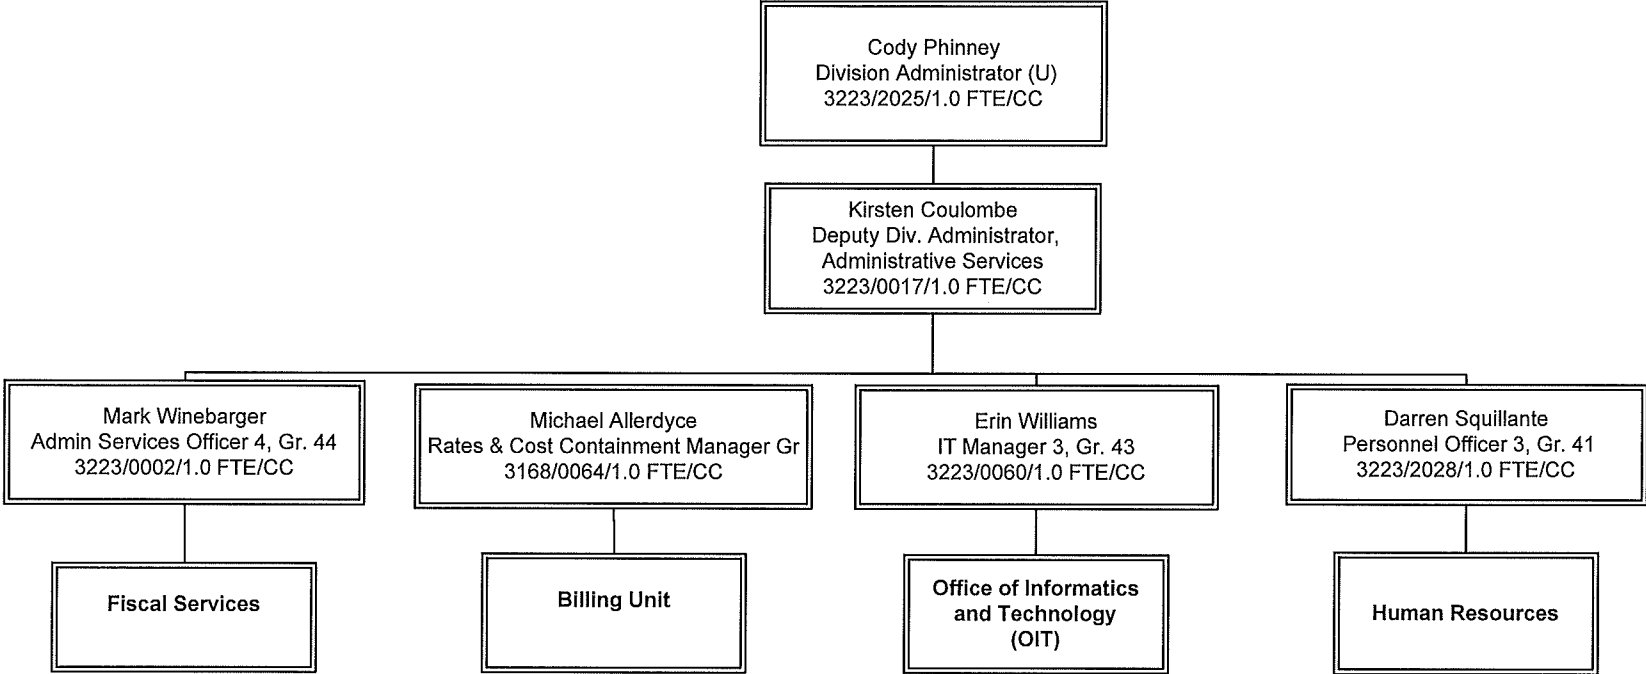 Cody Phinney
Division Administrator (U)
3223/2025/1.0 FTE/CC
Kirsten Coulombe
Deputy Div. Administrator,
Administrative Services
3223/0017/1.0 FTE/CC
Mark Winebarger
Admin Services Officer 4, Gr. 44
3223/0002/1.0 FTE/CC
Michael Allerdyce
Rates & Cost Containment Manager Gr
3168/0064/1.0 FTE/CC
Erin Williams
IT Manager 3, Gr. 43
3223/0060/1.0 FTE/CC
Darren Squillante
Personnel Officer 3, Gr. 41
3223/2028/1.0 FTE/CC
Fiscal Services
Billing Unit
Office of Informatics
and Technology
(OIT)
Human Resources